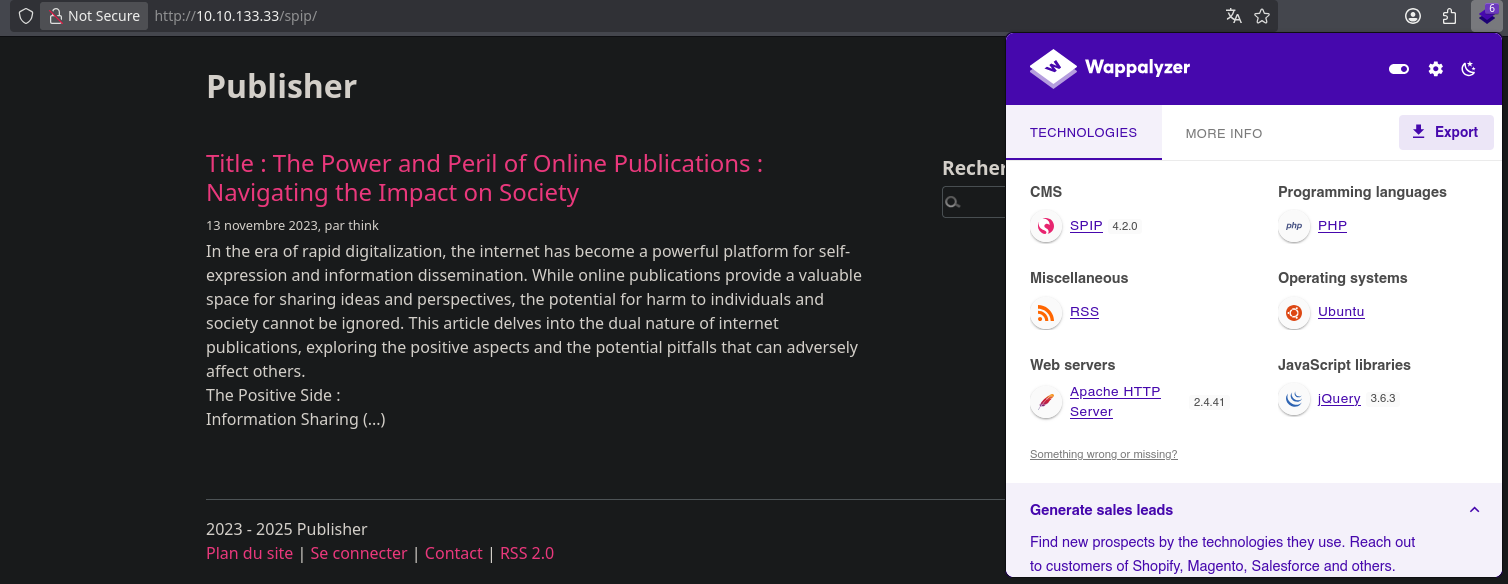 Not Secure http://10.10.133.33/spip/ 6
Publisher
Title : The Power and Peril of Online Publications :
Navigating the Impact on Society
13 novembre 2023, par think
In the era of rapid digitalization, the internet has become a powerful platform for self-
expression and information dissemination. While online publications provide a valuable
space for sharing ideas and perspectives, the potential for harm to individuals and
society cannot be ignored. This article delves into the dual nature of internet
publications, exploring the positive aspects and the potential pitfalls that can adversely
affect others.
The Positive Side :
Information Sharing (...)
Recher
2023 - 2025 Publisher
Plan du site | Se connecter | Contact | RSS 2.0
Wappalyzer
TECHNOLOGIES MORE INFO Export
CMS
SPIP 4.2.0
Programming languages
php PHP
Miscellaneous
RSS
Operating systems
Ubuntu
Web servers
Apache HTTP
Server 2.4.41
JavaScript libraries
jQuery 3.6.3
Something wrong or missing?
Generate sales leads
Find new prospects by the technologies they use. Reach out
to customers of Shopify, Magento, Salesforce and others.